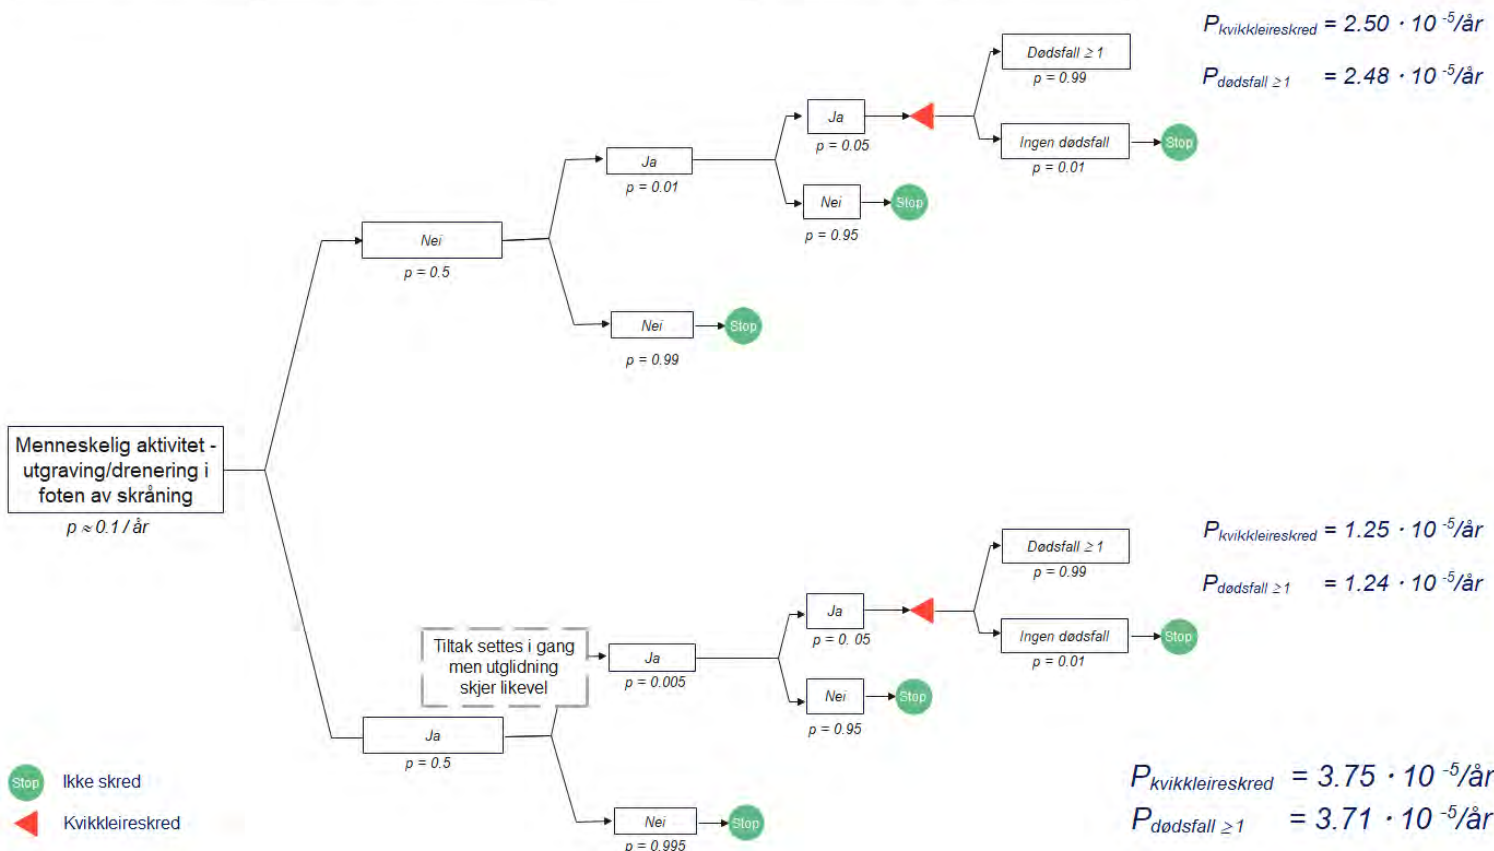 P kvikkleireskred = 2.50 · 10 -5/år
Dødsfall ≥ 1
p = 0.99
P dødsfall ≥ 1 = 2.48 · 10 -5/år
Ja
p = 0.05
Ingen dødsfall
p = 0.01
Stop
Ja
p = 0.01
Nei
p = 0.95
Stop
Nei
p = 0.5
Nei
p = 0.99
Stop
Menneskelig aktivitet -
utgraving/drenering i
foten av skråning
p ≈ 0.1 / år
P kvikkleireskred = 1.25 · 10 -5/år
Dødsfall ≥ 1
p = 0.99
P dødsfall ≥ 1 = 1.24 · 10 -5/år
Ja
p = 0. 05
Ingen dødsfall
p = 0.01
Stop
Tiltak settes i gang
men utglidning
skjer likevel
Ja
p = 0.005
Nei
p = 0.95
Stop
Ja
p = 0.5
Nei
p = 0.995
Stop
Stop Ikke skred
Kvikkleireskred
P kvikkleireskred = 3.75 · 10 -5/år
P dødsfall ≥ 1 = 3.71 · 10 -5/år